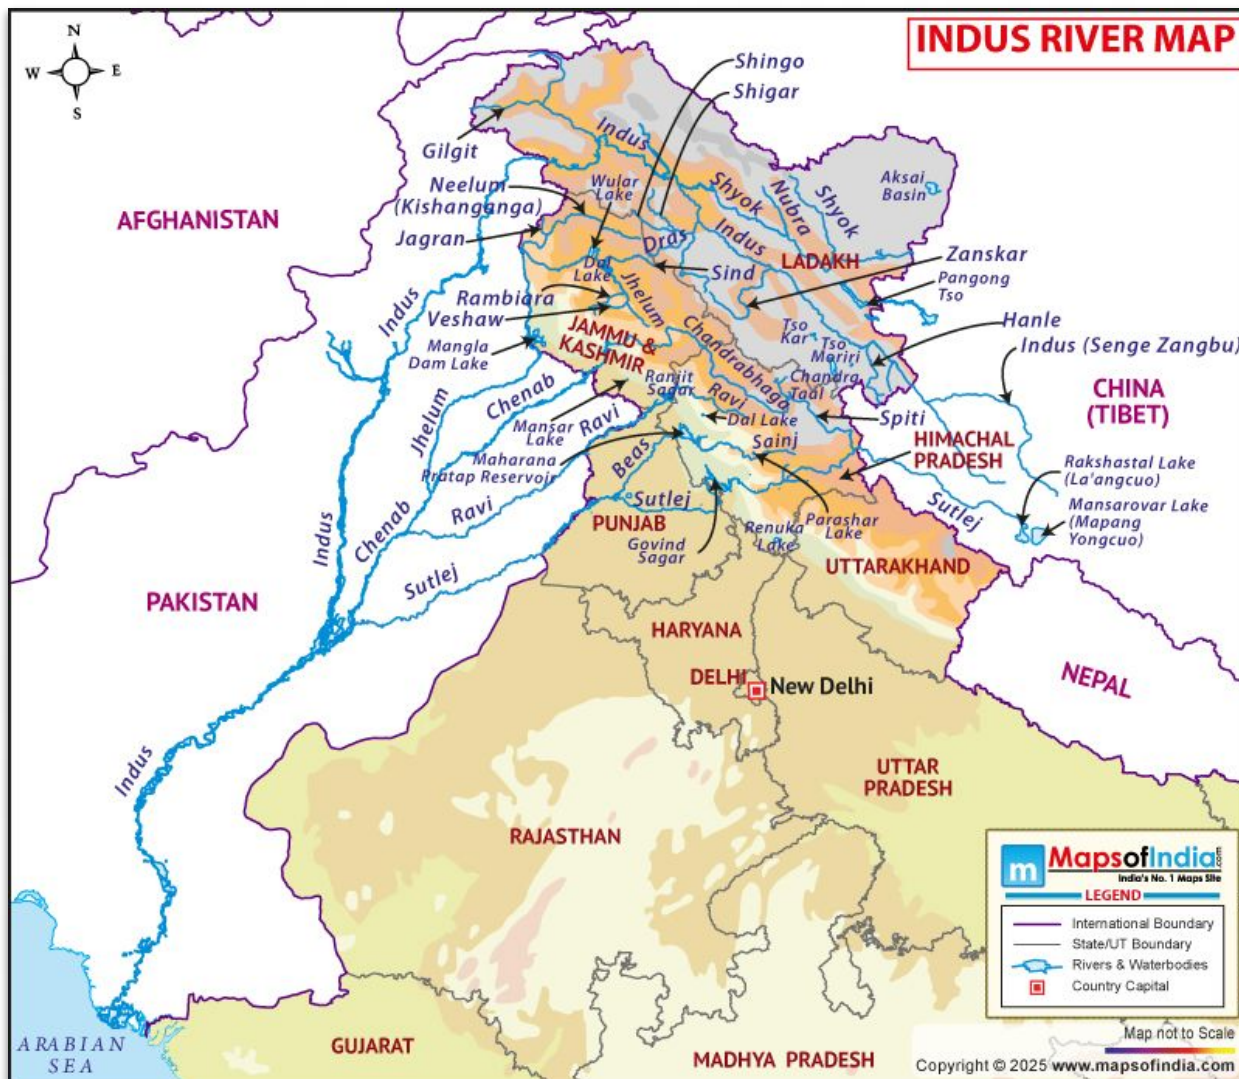 INDUS RIVER MAP
N
W
E
S
Shingo
Shigar
Gilgit
Indus
Neelum
(Kishanganga)
Wular
Lake
Shyok
Nubra
Shyok
Aksai
Basin
AFGHANISTAN
Jagran
Dras
Indus
Zanskar
LADAKH
Dal
Lake
Sind
Pangong
Tso
Rambiara
Veshaw
Jhelum
Indus
Hanle
Mangla
Dam Lake
JAMMU &
KASHMIR
Chandrabhaga
Tso
Kar
Tso
Moriri
Indus (Senge Zangbu)
Ranjit
Sagar
Chandra
Taal
CHINA
(TIBET)
Jhelum
Chenab
Ravi
Ravi
Dal Lake
Spiti
Mansar
Lake
Sainj
HIMACHAL
PRADESH
Maharana
Pratap Reservoir
Beas
Rakshastal Lake
(La'angcuo)
Sutlej
Sutlej
Mansarovar Lake
(Mapang
Yongcuo)
Indus
Chenab
Ravi
PUNJAB
Govind
Sagar
Renuka
Lake
Parashar
Lake
Sutlej
UTTARAKHAND
PAKISTAN
HARYANA
DELHI
New Delhi
NEPAL
Indus
UTTAR
PRADESH
RAJASTHAN
m
MapsofIndia.com
India's No. 1 Maps Site
LEGEND
International Boundary
State/UT Boundary
Rivers & Waterbodies
Country Capital
Map not to Scale
ARABIAN
SEA
GUJARAT
MADHYA PRADESH
Copyright © 2025 www.mapsofindia.com